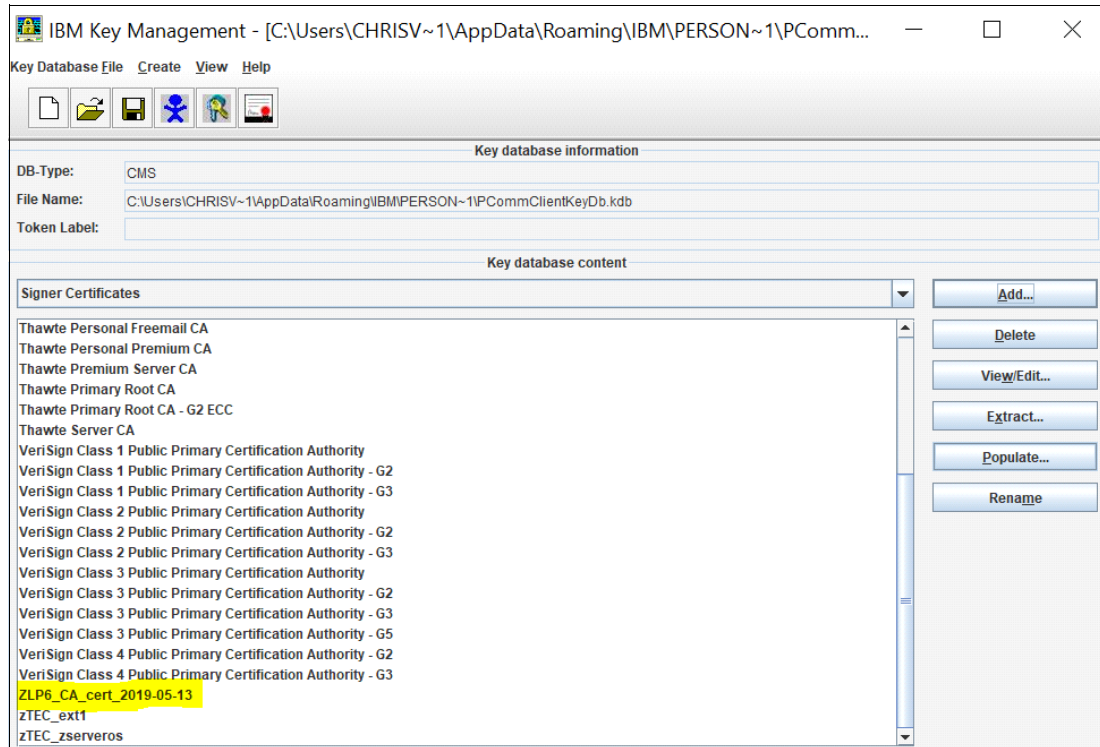 IBM Key Management - [C:\Users\CHRISV~1\AppData\Roaming\IBM\PERSON~1\PComm...
Key Database File Create View Help
Key database information
DB-Type: CMS
File Name: C:\Users\CHRISV~1\AppData\Roaming\IBM\PERSON~1\PCommClientKeyDb.kdb
Token Label:
Key database content
Signer Certificates
Add...
Thawte Personal Freemail CA
Thawte Personal Premium CA
Delete
Thawte Premium Server CA
Thawte Primary Root CA
View/Edit...
Thawte Primary Root CA - G2 ECC
Extract...
Thawte Server CA
VeriSign Class 1 Public Primary Certification Authority
Populate...
VeriSign Class 1 Public Primary Certification Authority - G2
VeriSign Class 1 Public Primary Certification Authority - G3
Rename
VeriSign Class 2 Public Primary Certification Authority
VeriSign Class 2 Public Primary Certification Authority - G2
VeriSign Class 2 Public Primary Certification Authority - G3
VeriSign Class 3 Public Primary Certification Authority
VeriSign Class 3 Public Primary Certification Authority - G2
VeriSign Class 3 Public Primary Certification Authority - G3
VeriSign Class 3 Public Primary Certification Authority - G5
VeriSign Class 4 Public Primary Certification Authority - G2
VeriSign Class 4 Public Primary Certification Authority - G3
ZLP6_CA_cert_2019-05-13
zTEC_ext1
zTEC_zserveros